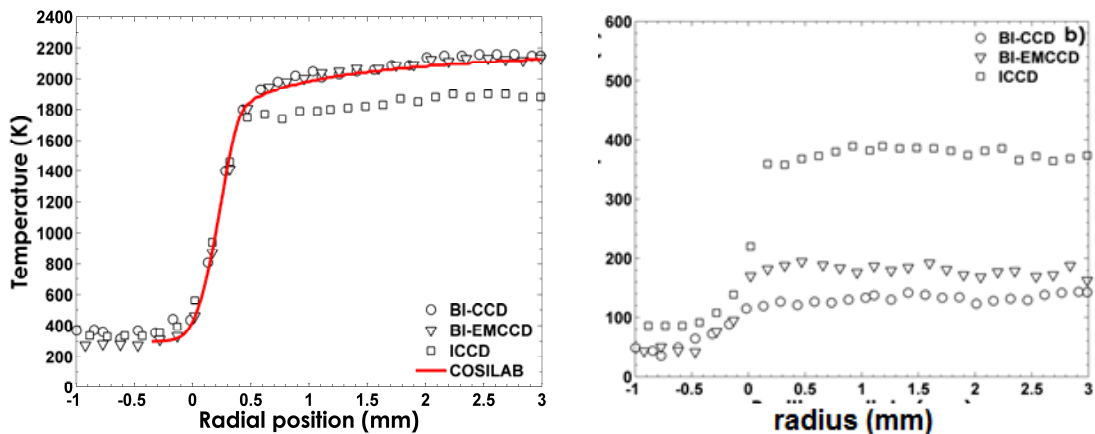 2400
2200
2000
1800
1600
1400
1200
1000
800
600
400
200
0
Temperature (K)
-1 -0.5 0 0.5 1 1.5 2 2.5 3
Radial position (mm)
BI-CCD
BI-EMCCD
ICCD
COSILAB
600
500
400
300
200
100
0
b)
BI-CCD
BI-EMCCD
ICCD
-1 -0.5 0 0.5 1 1.5 2 2.5 3
radius (mm)